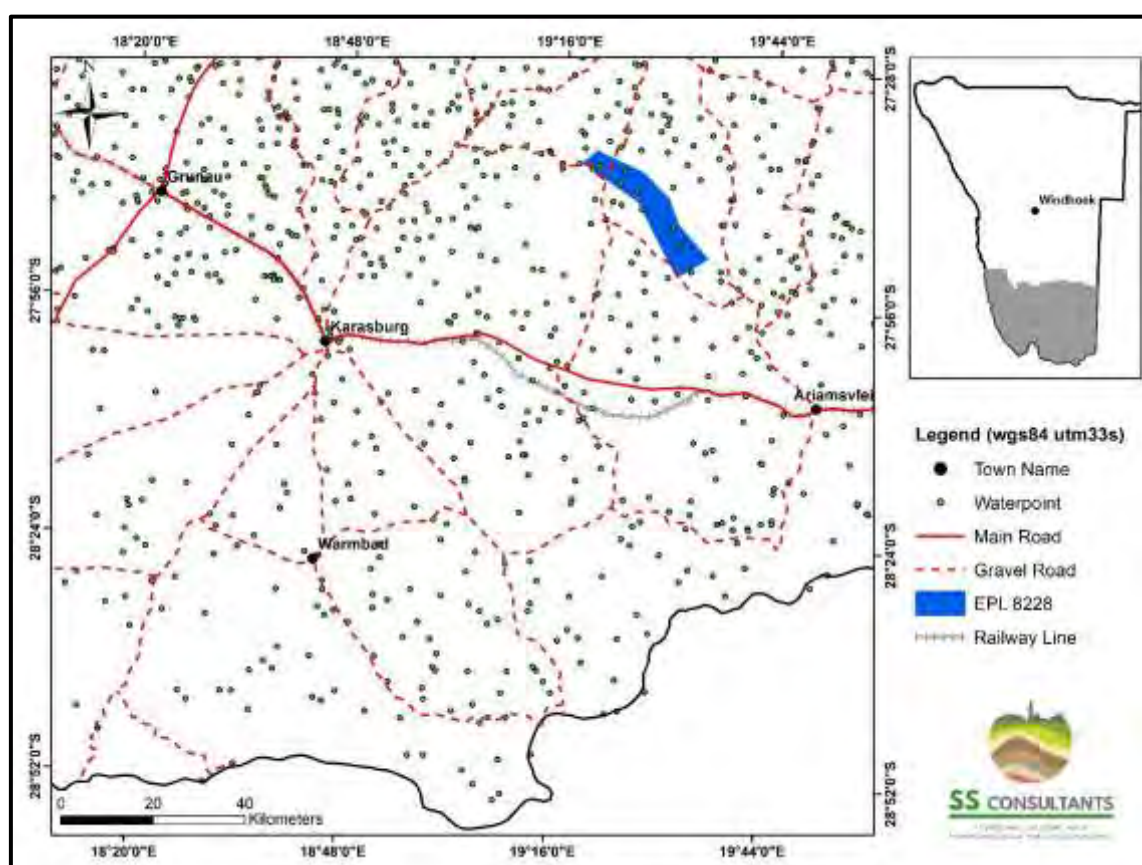 18°20'0"E 18°48'0"E 19°16'0"E 19°44'0"E
27°28'0"S
N
Grunau
Windhoek
27°56'0"S
27°56'0"S
Karasburg
Ariamsvlei
Legend (wgs84 utm33s)
Town Name
Waterpoint
28°24'0"S
Main Road
Warmbad
28°24'0"S
Gravel Road
EPL 8228
Railway Line
28°52'0"S
28°52'0"S
0 20 40
Kilometers
SS CONSULTANTS
18°20'0"E 18°48'0"E 19°16'0"E 19°44'0"E